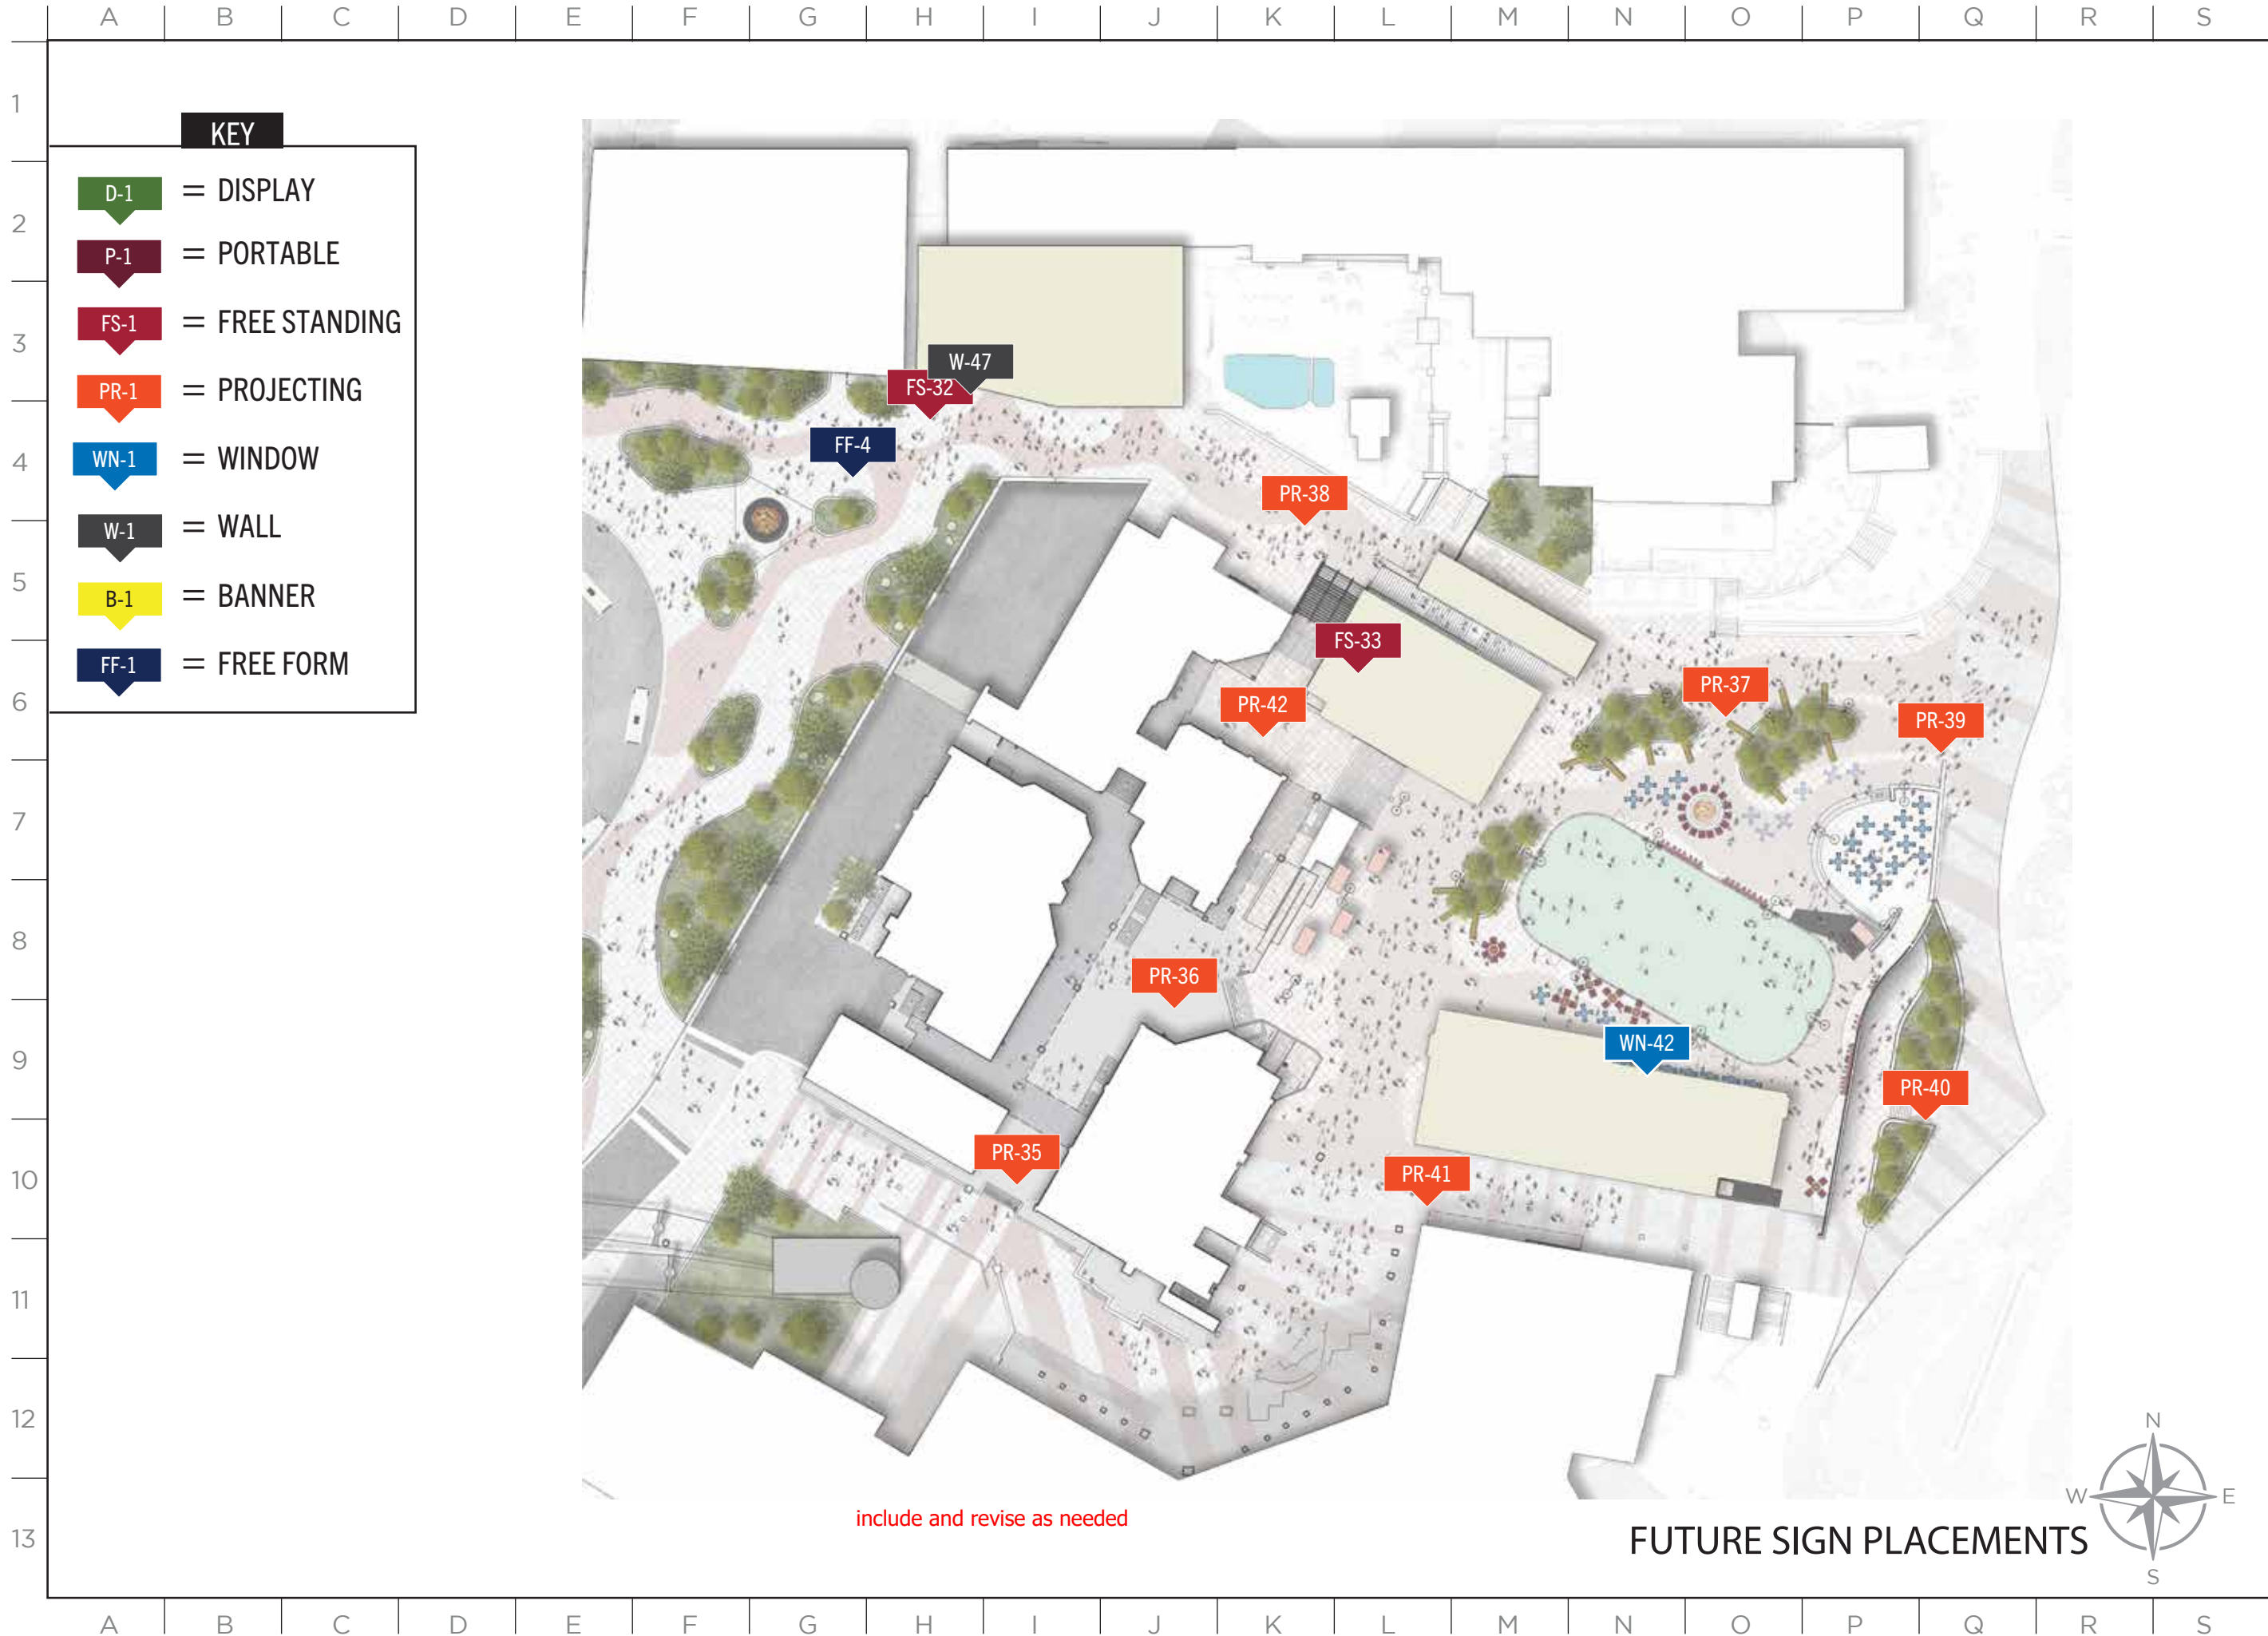 A B C D E F G H I J K L M N O P Q R S
1
2
3
4
5
6
7
8
9
10
11
12
13
KEY
D-1 = DISPLAY
P-1 = PORTABLE
FS-1 = FREE STANDING
PR-1 = PROJECTING
WN-1 = WINDOW
W-1 = WALL
B-1 = BANNER
FF-1 = FREE FORM
W-47
FS-32
FF-4
PR-38
FS-33
PR-37
PR-42
PR-39
PR-36
WN-42
PR-40
PR-35
PR-41
include and revise as needed
FUTURE SIGN PLACEMENTS
N
W E
S
A B C D E F G H I J K L M N O P Q R S